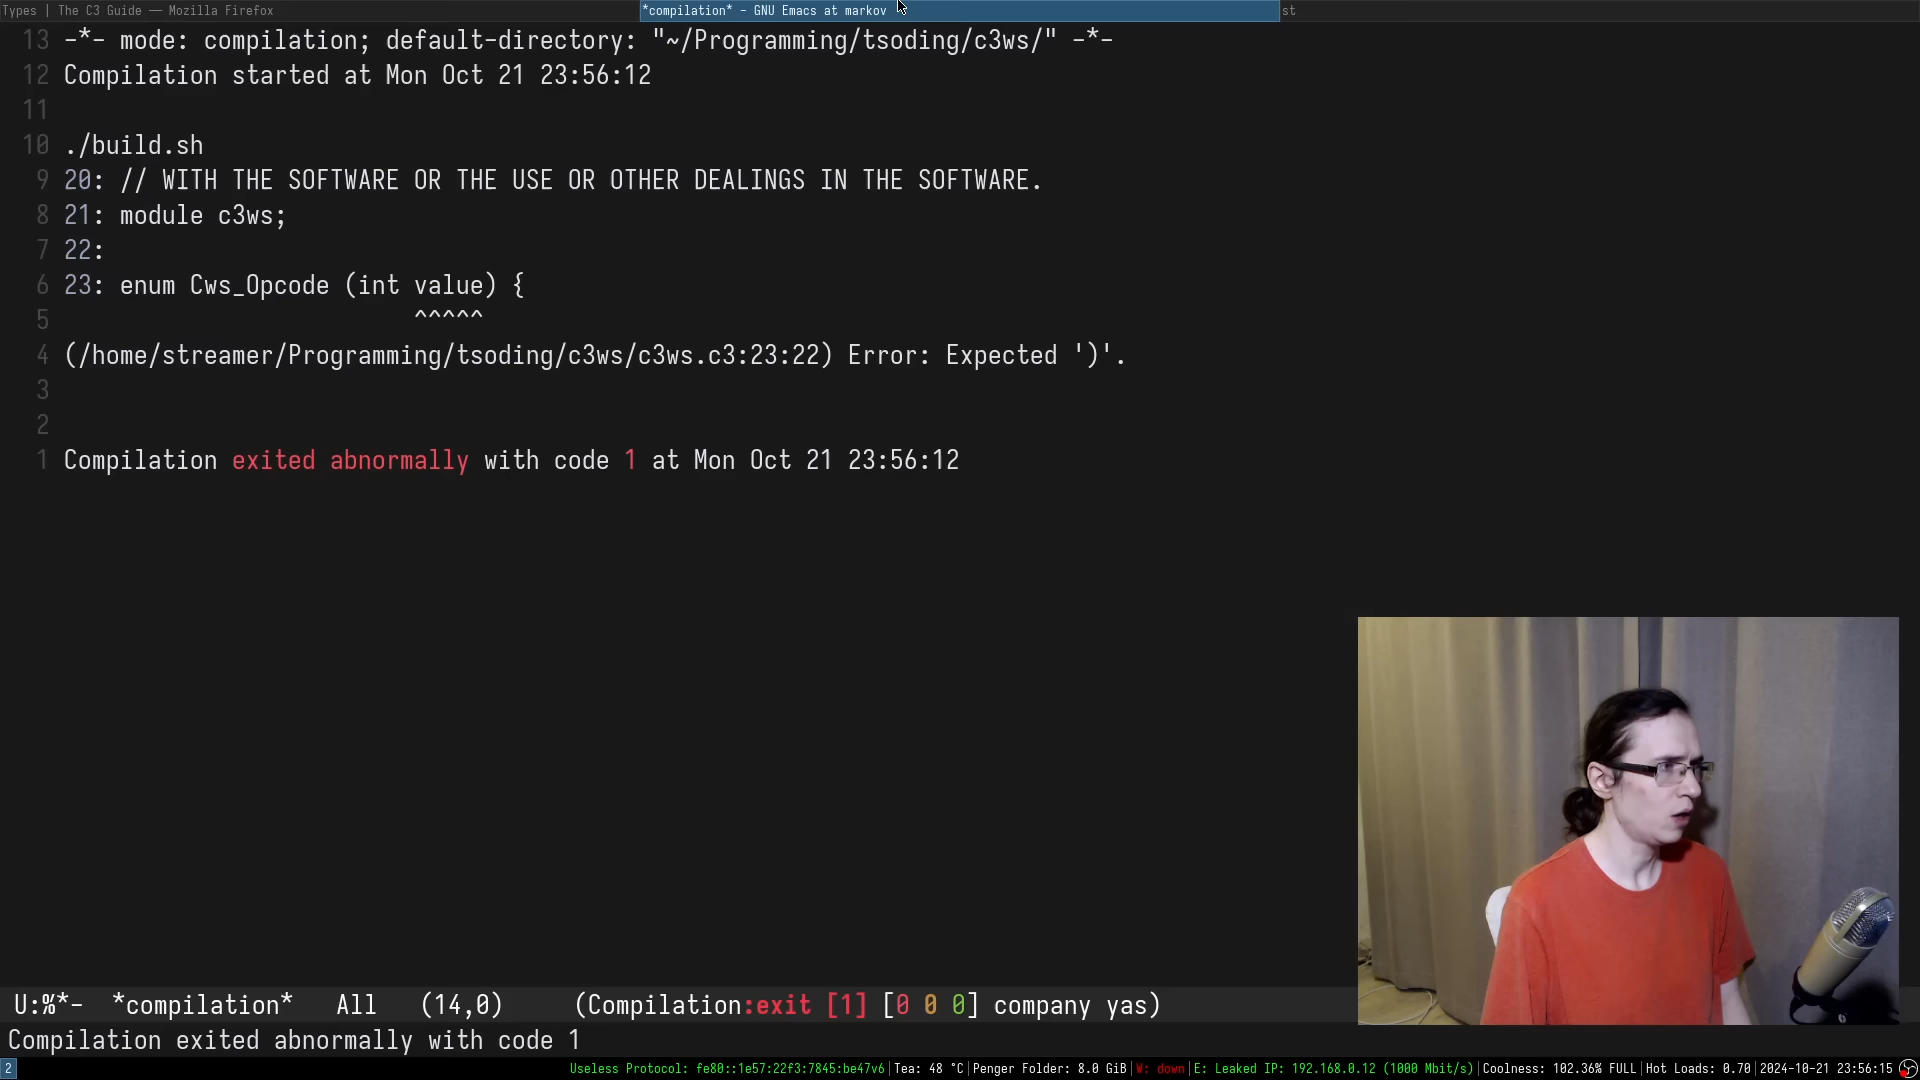 Types | The C3 Guide — Mozilla Firefox
*compilation* - GNU Emacs at markov
st
13 -*- mode: compilation; default-directory: "~/Programming/tsoding/c3ws/" -*-
12 Compilation started at Mon Oct 21 23:56:12
11
10 ./build.sh
9 20: // WITH THE SOFTWARE OR THE USE OR OTHER DEALINGS IN THE SOFTWARE.
8 21: module c3ws;
7 22:
6 23: enum Cws_Opcode (int value) {
5 ^^^^^
4 (/home/streamer/Programming/tsoding/c3ws/c3ws.c3:23:22) Error: Expected ')'.
3
2
1 Compilation exited abnormally with code 1 at Mon Oct 21 23:56:12
U:%*- *compilation* All (14,0) (Compilation:exit [1] [0 0 0] company yas)
Compilation exited abnormally with code 1
2
Useless Protocol: fe80::1e57:22f3:7845:be47v6|Tea: 48 °C|Penger Folder: 8.0 GiB|W: down|E: Leaked IP: 192.168.0.12 (1000 Mbit/s)|Coolness: 102.36% FULL|Hot Loads: 0.70|2024-10-21 23:56:15